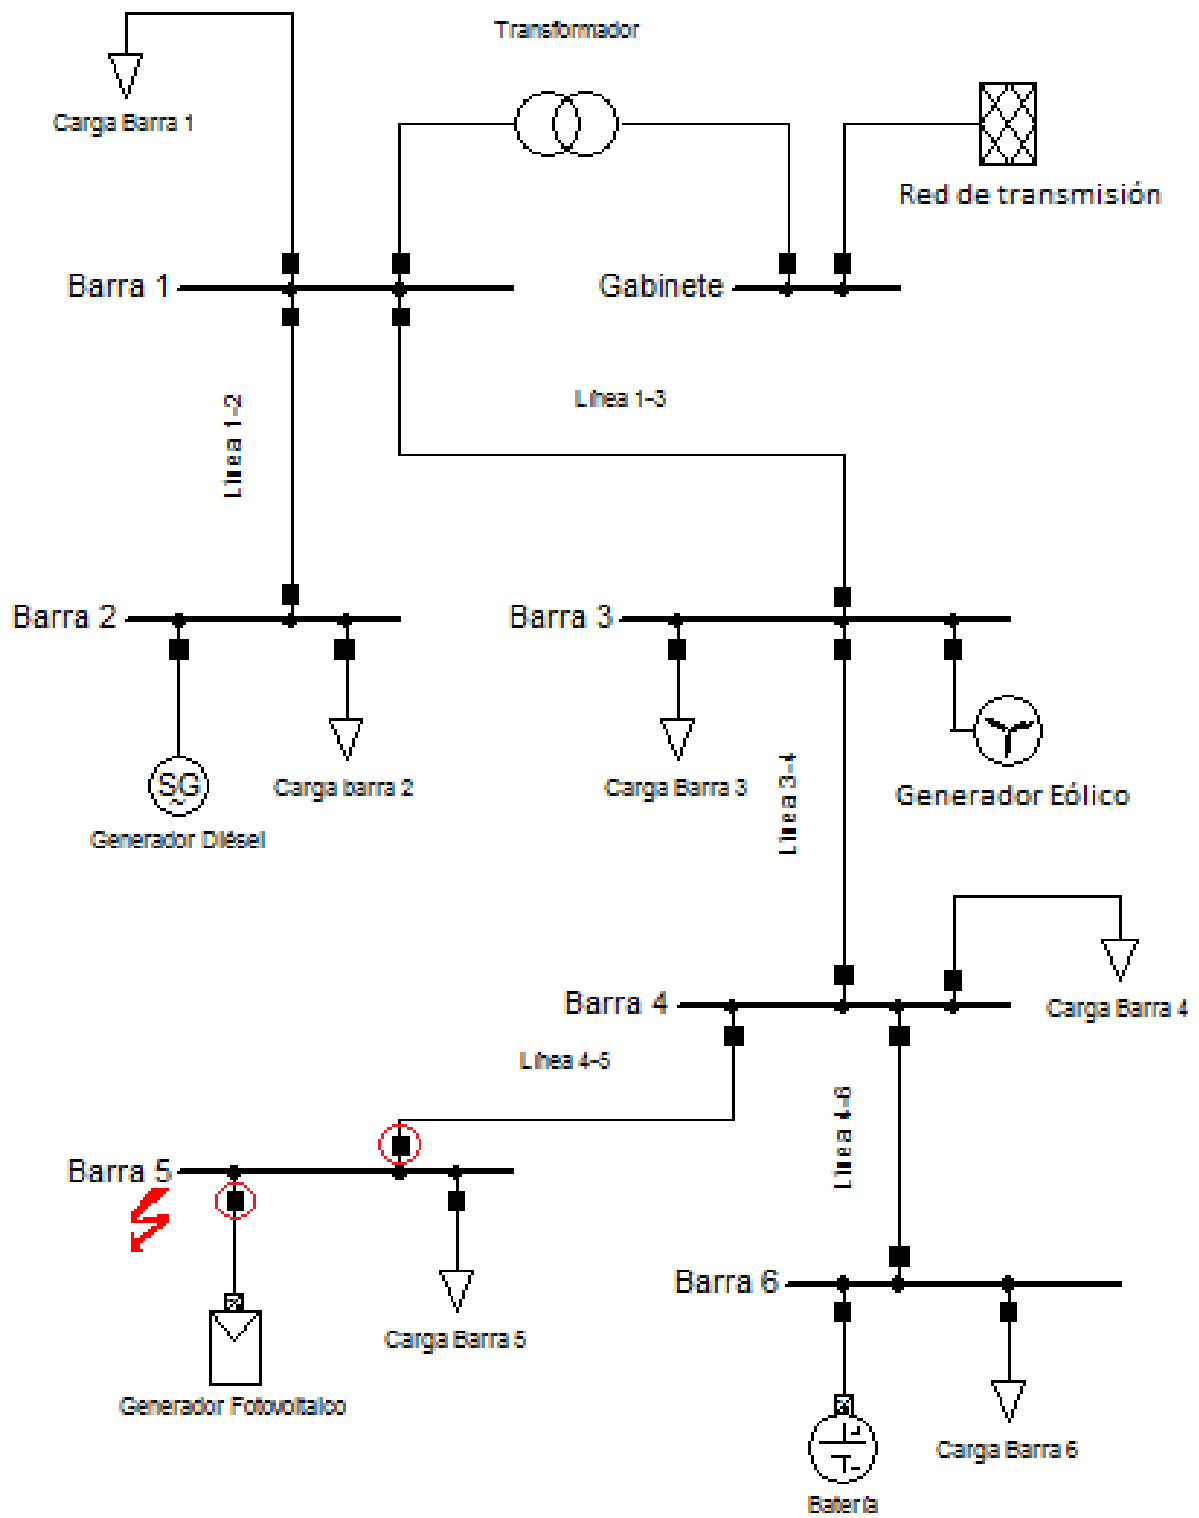 Transformador
Carga Barra 1
Red de transmisión
Barra 1
Gabinete
Línea 1-2
Línea 1-3
Barra 2
Barra 3
Carga barra 2
Carga Barra 3
Generador Eólico
Generador Diésel
SG
~
Línea 3-4
Barra 4
Carga Barra 4
Línea 4-5
Línea 4-6
Barra 5
Barra 6
Carga Barra 5
Generador Fotovoltaico
Carga Barra 6
Batería